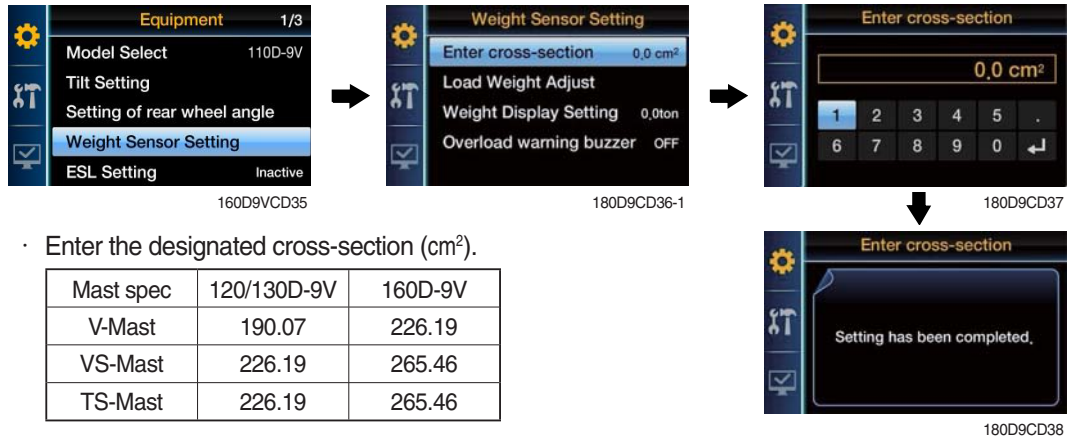 Equipment 1/3
Model Select 110D-9V
Tilt Setting
Setting of rear wheel angle
Weight Sensor Setting
ESL Setting Inactive
160D9VCD35
Weight Sensor Setting
Enter cross-section 0.0 cm²
Load Weight Adjust
Weight Display Setting 0.0ton
Overload warning buzzer OFF
180D9CD36-1
Enter cross-section
0.0 cm²
1 2 3 4 5 .
6 7 8 9 0
180D9CD37
Enter cross-section
Setting has been completed.
180D9CD38
· Enter the designated cross-section (cm²).
Mast spec 120/130D-9V 160D-9V
V-Mast 190.07 226.19
VS-Mast 226.19 265.46
TS-Mast 226.19 265.46